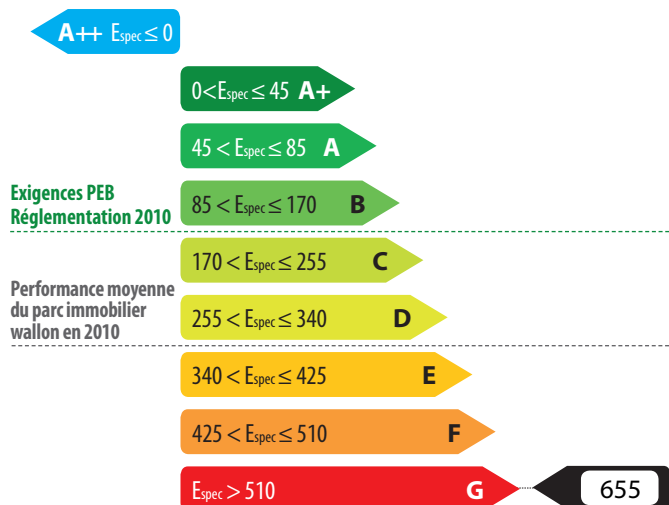 A++ Espec ≤ 0
0<Espec ≤ 45 A+
45 < Espec ≤ 85 A
Exigences PEB
Réglementation 2010
85 < Espec ≤ 170 B
170 < Espec ≤ 255 C
Performance moyenne
du parc immobilier
wallon en 2010
255 < Espec ≤ 340 D
340 < Espec ≤ 425 E
425 < Espec ≤ 510 F
Espec > 510 G 655